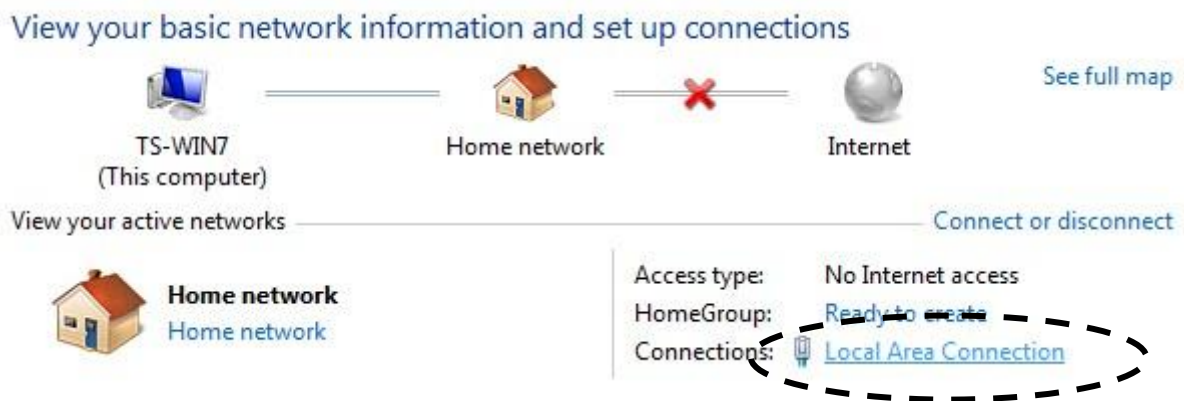 View your basic network information and set up connections
See full map
TS-WIN7
(This computer)
Home network
Internet
View your active networks
Connect or disconnect
Home network
Home network
Access type: No Internet access
HomeGroup: Ready to create
Connections: Local Area Connection